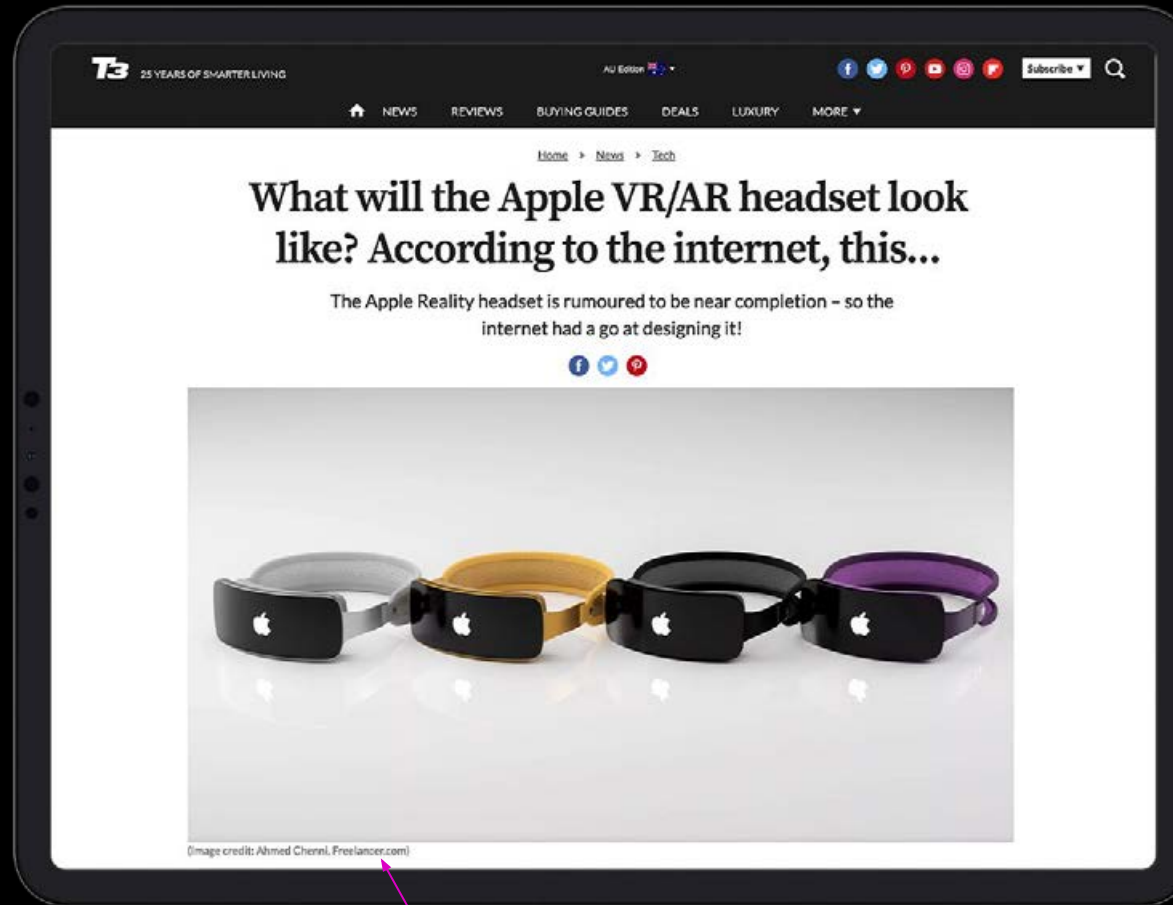 T3 25 YEARS OF SMARTER LIVING
AU Edition
Subscribe
NEWS REVIEWS BUYING GUIDES DEALS LUXURY MORE
Home News Tech
What will the Apple VR/AR headset look
like? According to the internet, this...
The Apple Reality headset is rumoured to be near completion – so the
internet had a go at designing it!
(Image credit: Ahmed Chenni, Freelancer.com)